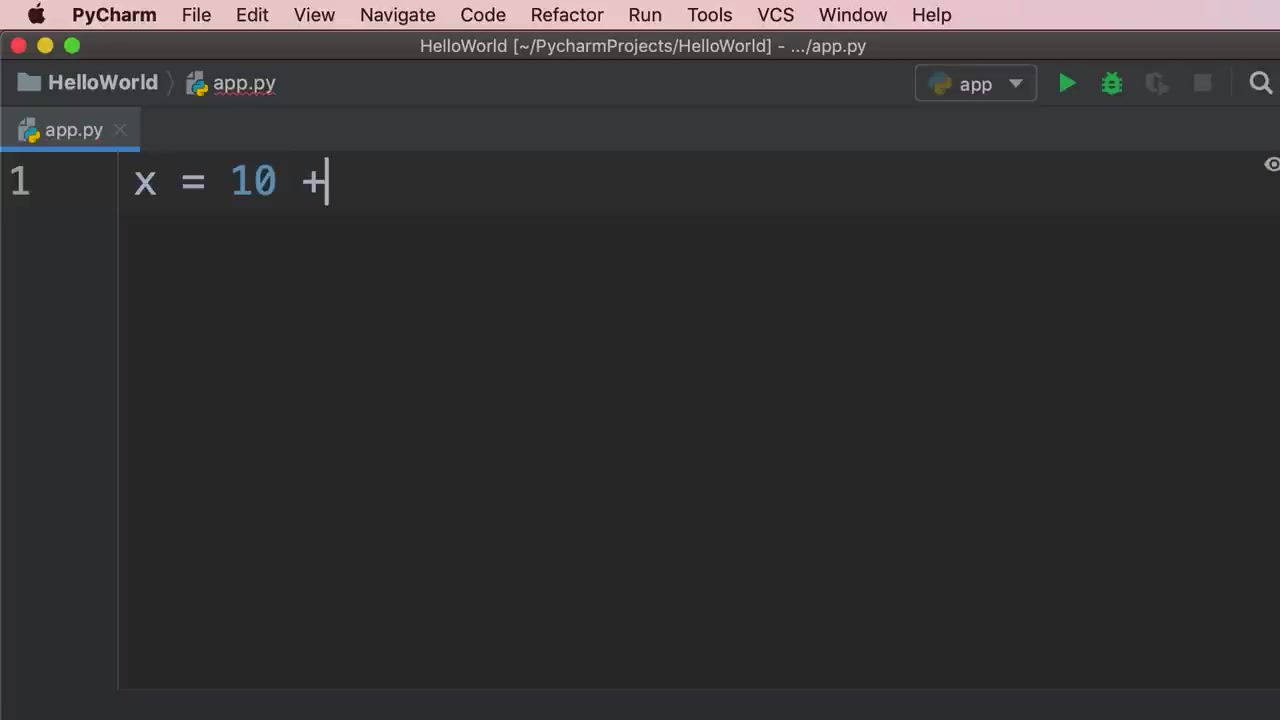 PyCharm File Edit View Navigate Code Refactor Run Tools VCS Window Help
HelloWorld [~/PycharmProjects/HelloWorld] - .../app.py
HelloWorld app.py app
app.py
1 x = 10 +